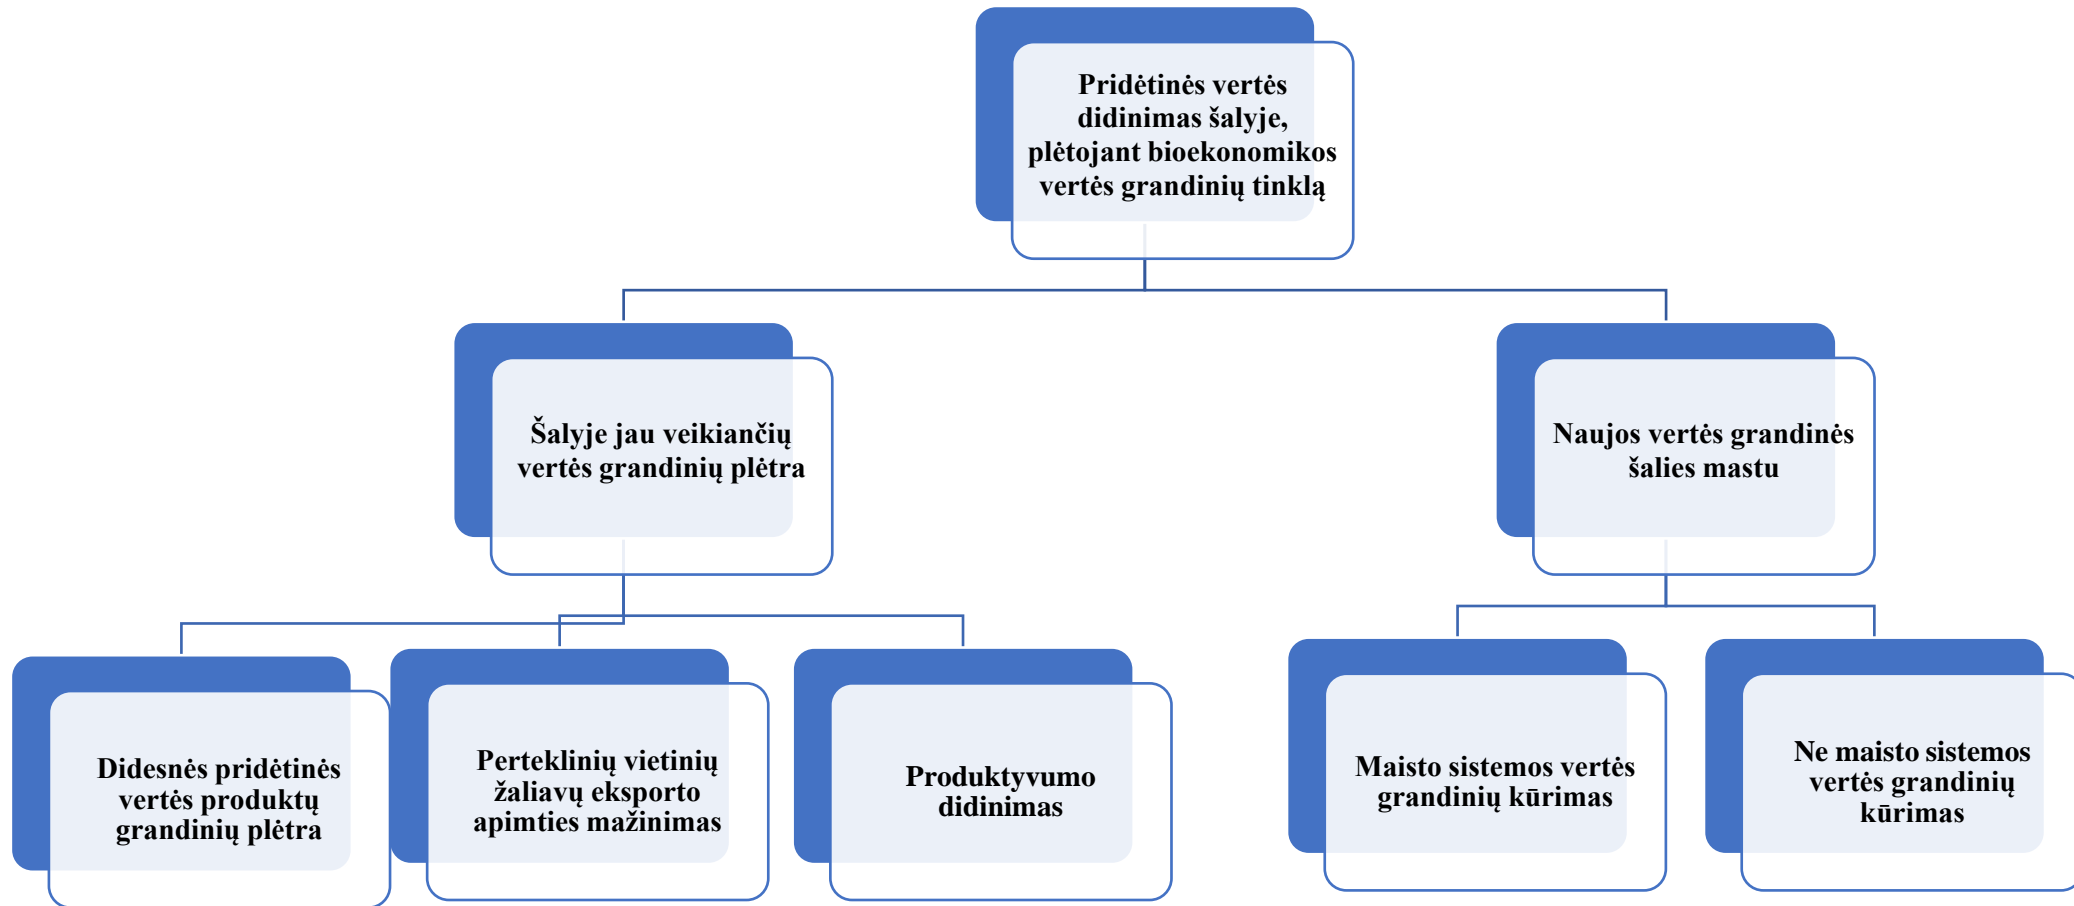 Pridėtinės vertės
didinimas šalyje,
plėtojant bioekonomikos
vertės grandinių tinklą
Šalyje jau veikiančių
vertės grandinių plėtra
Naujos vertės grandinės
šalies mastu
Didesnės pridėtinės
vertės produktų
grandinių plėtra
Perteklinių vietinių
žaliavų eksporto
apimties mažinimas
Produktyvumo
didinimas
Maisto sistemos vertės
grandinių kūrimas
Ne maisto sistemos
vertės grandinių
kūrimas